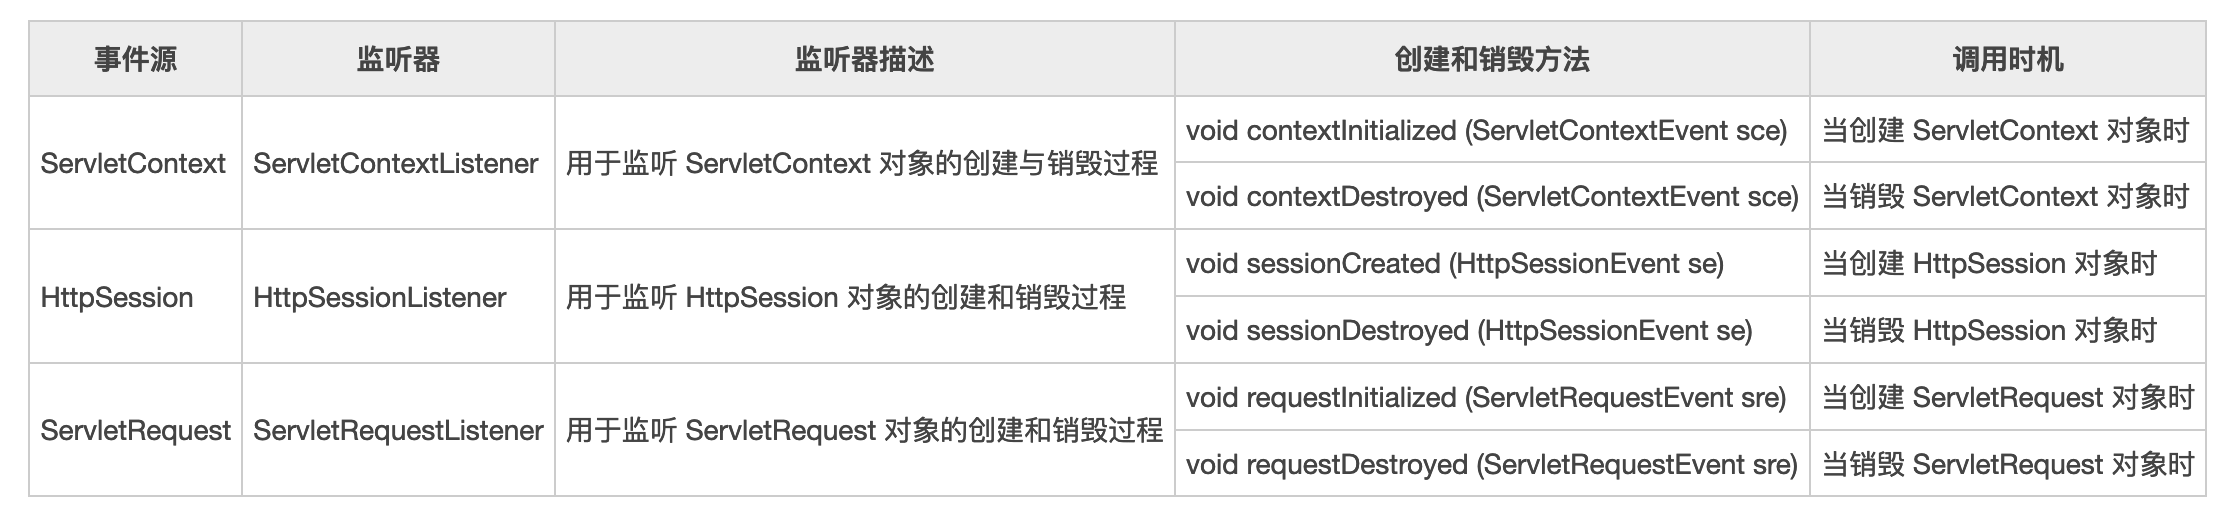 事件源 监听器 监听器描述 创建和销毁方法 调用时机
ServletContext ServletContextListener 用于监听 ServletContext 对象的创建与销毁过程
void contextInitialized (ServletContextEvent sce) 当创建 ServletContext 对象时
void contextDestroyed (ServletContextEvent sce) 当销毁 ServletContext 对象时
HttpSession HttpSessionListener 用于监听 HttpSession 对象的创建和销毁过程
void sessionCreated (HttpSessionEvent se) 当创建 HttpSession 对象时
void sessionDestroyed (HttpSessionEvent se) 当销毁 HttpSession 对象时
ServletRequest ServletRequestListener 用于监听 ServletRequest 对象的创建和销毁过程
void requestInitialized (ServletRequestEvent sre) 当创建 ServletRequest 对象时
void requestDestroyed (ServletRequestEvent sre) 当销毁 ServletRequest 对象时